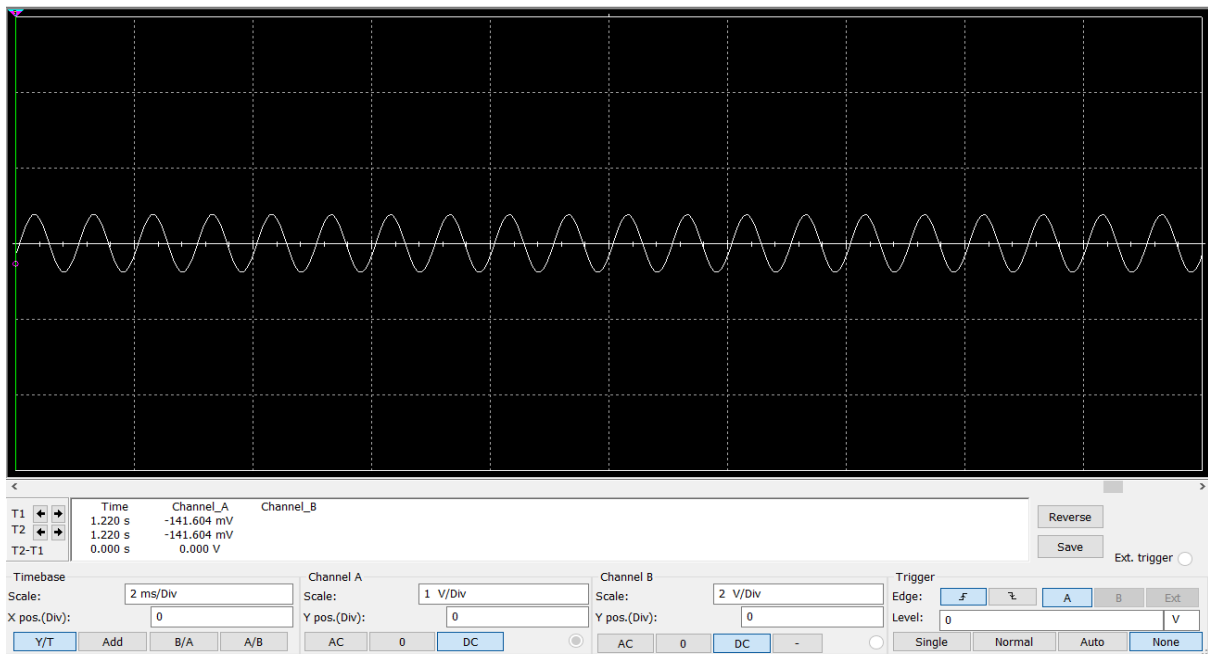 Time Channel_A Channel_B
T1 1.220 s -141.604 mV
T2 1.220 s -141.604 mV
T2-T1 0.000 s 0.000 V
Reverse
Save
Ext. trigger
Timebase
Scale: 2 ms/Div
X pos.(Div): 0
Y/T Add B/A A/B
Channel A
Scale: 1 V/Div
Y pos.(Div): 0
AC 0 DC
Channel B
Scale: 2 V/Div
Y pos.(Div): 0
AC 0 DC -
Trigger
Edge: A B Ext
Level: 0 V
Single Normal Auto None